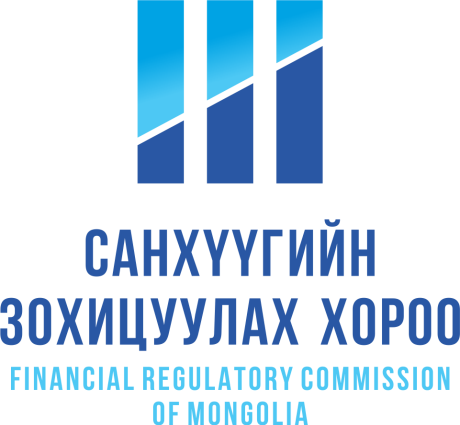 САНХҮҮГИЙН
ЗОХИЦУУЛАХ ХОРОО
FINANCIAL REGULATORY COMMISSION
OF MONGOLIA